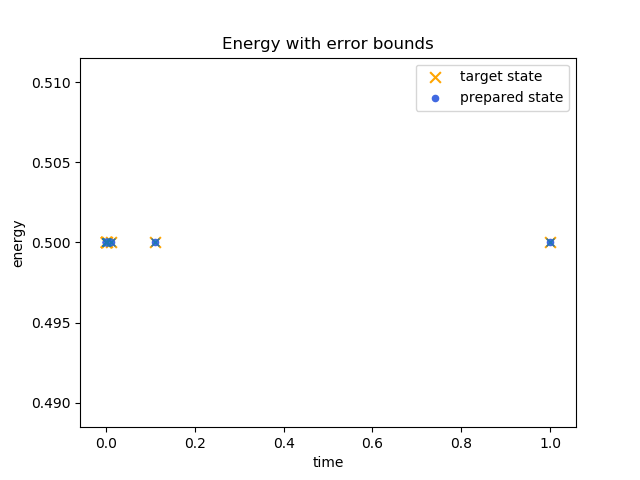 Energy with error bounds
target state
prepared state
0.510
0.505
0.500
0.495
0.490
energy
0.0 0.2 0.4 0.6 0.8 1.0
time